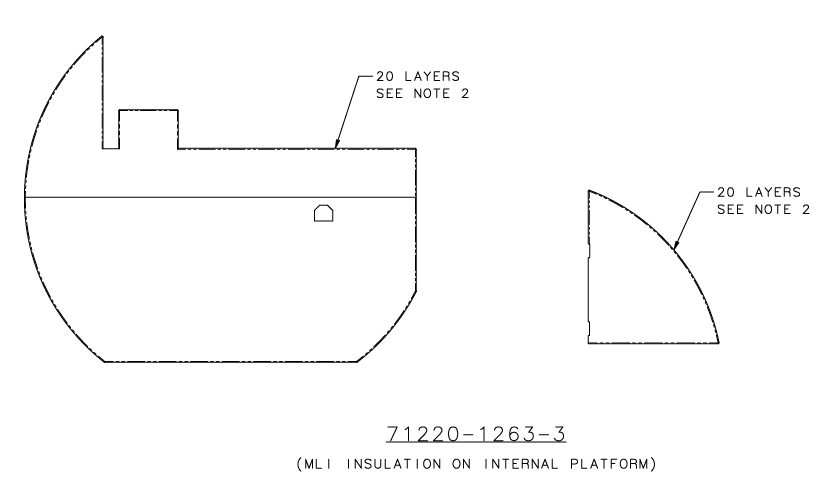 20 LAYERS
SEE NOTE 2
20 LAYERS
SEE NOTE 2
71220-1263-3
(MLI INSULATION ON INTERNAL PLATFORM)